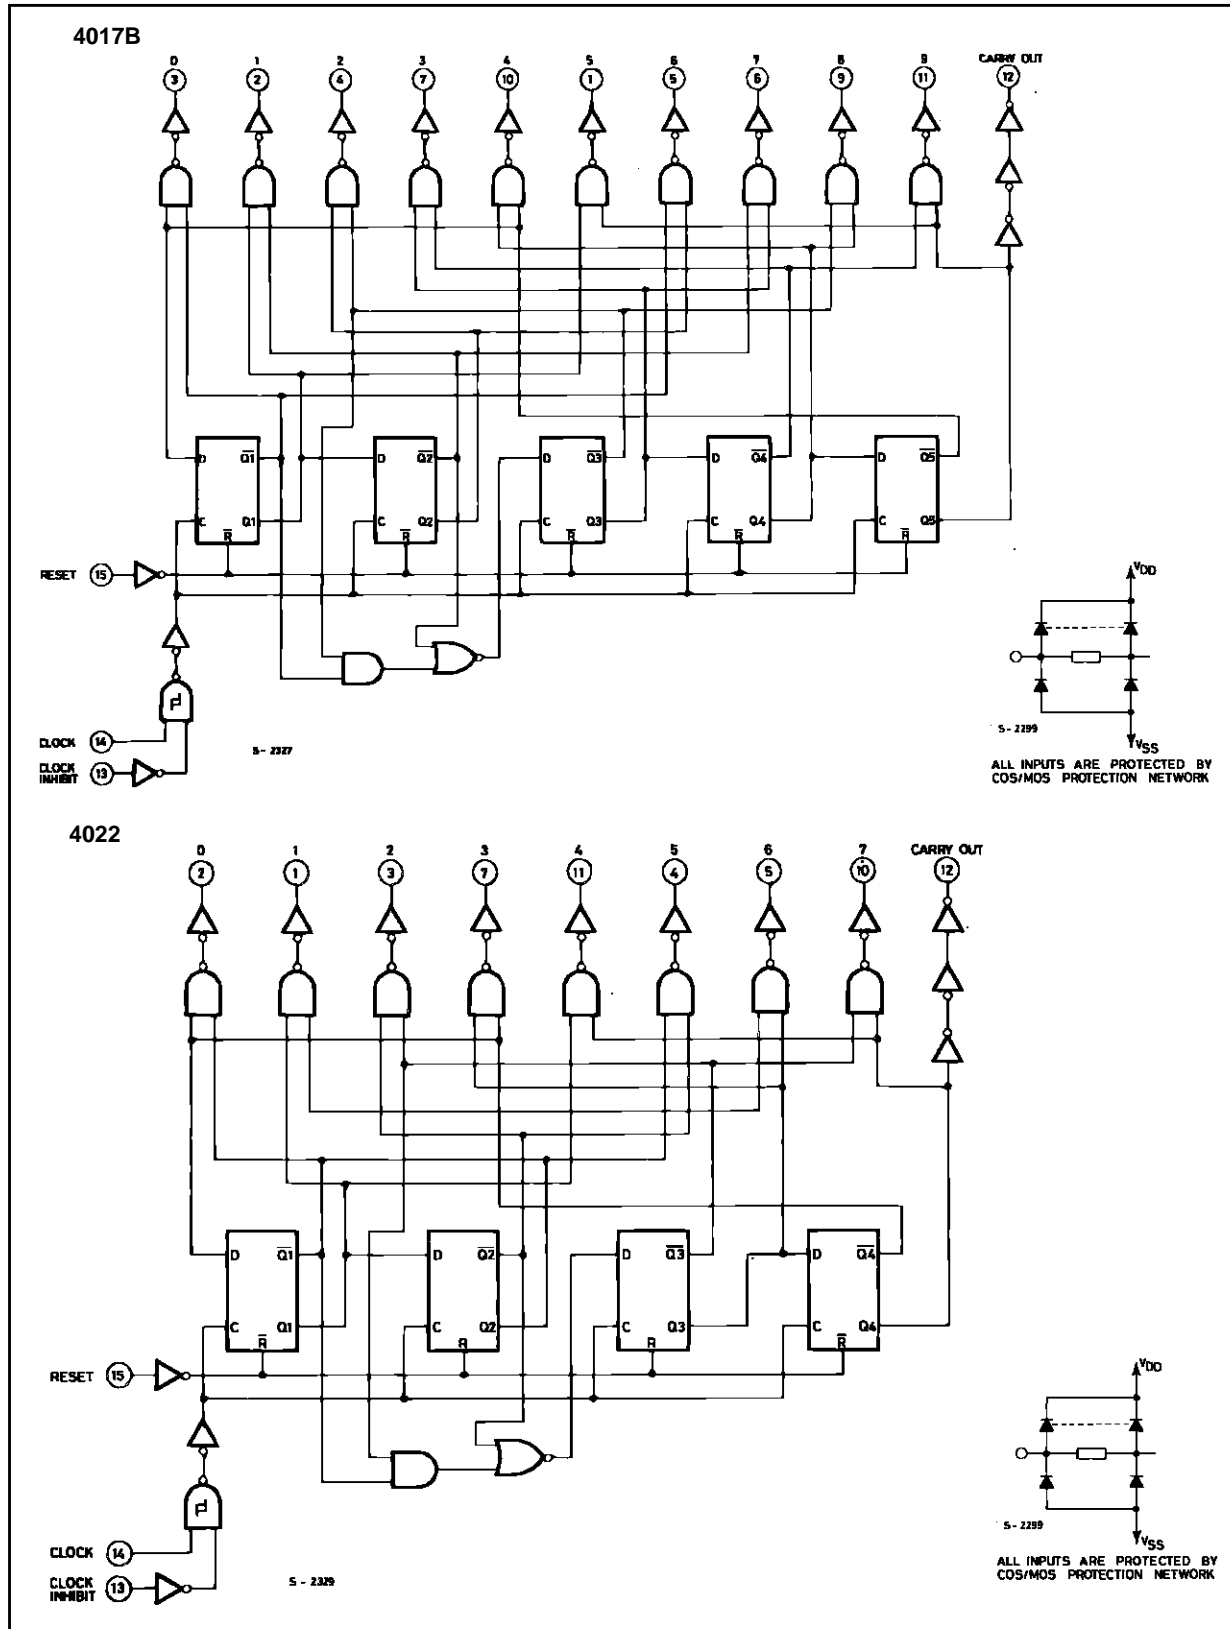 4017B
0 1 2 3 4 5 6 7 8 9 CARRY OUT
3 2 4 7 10 1 5 6 9 11 12
D Q1 D Q2 D Q3 D Q4 D Q5
C Q1 C Q2 C Q3 C Q4 C Q5
R R R R R
RESET 15
VDD
CLOCK 14
CLOCK
INHIBIT 13
S - 2327
S - 2299
VSS
ALL INPUTS ARE PROTECTED BY
COS/MOS PROTECTION NETWORK
4022
0 1 2 3 4 5 6 7 CARRY OUT
2 1 3 7 11 4 5 10 12
D Q1 D Q2 D Q3 D Q4
C Q1 C Q2 C Q3 C Q4
R R R R
RESET 15
VDD
CLOCK 14
CLOCK
INHIBIT 13
S - 2329
S - 2299
VSS
ALL INPUTS ARE PROTECTED BY
COS/MOS PROTECTION NETWORK